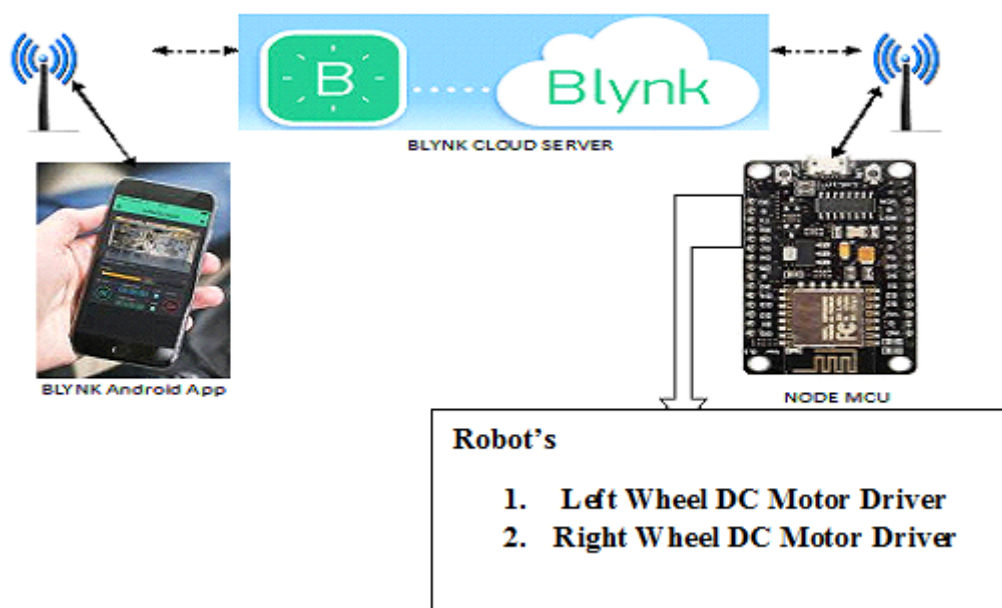 B
Blynk
BLYNK CLOUD SERVER
BLYNK Android App
NODE MCU
Robot's
1. Left Wheel DC Motor Driver
2. Right Wheel DC Motor Driver